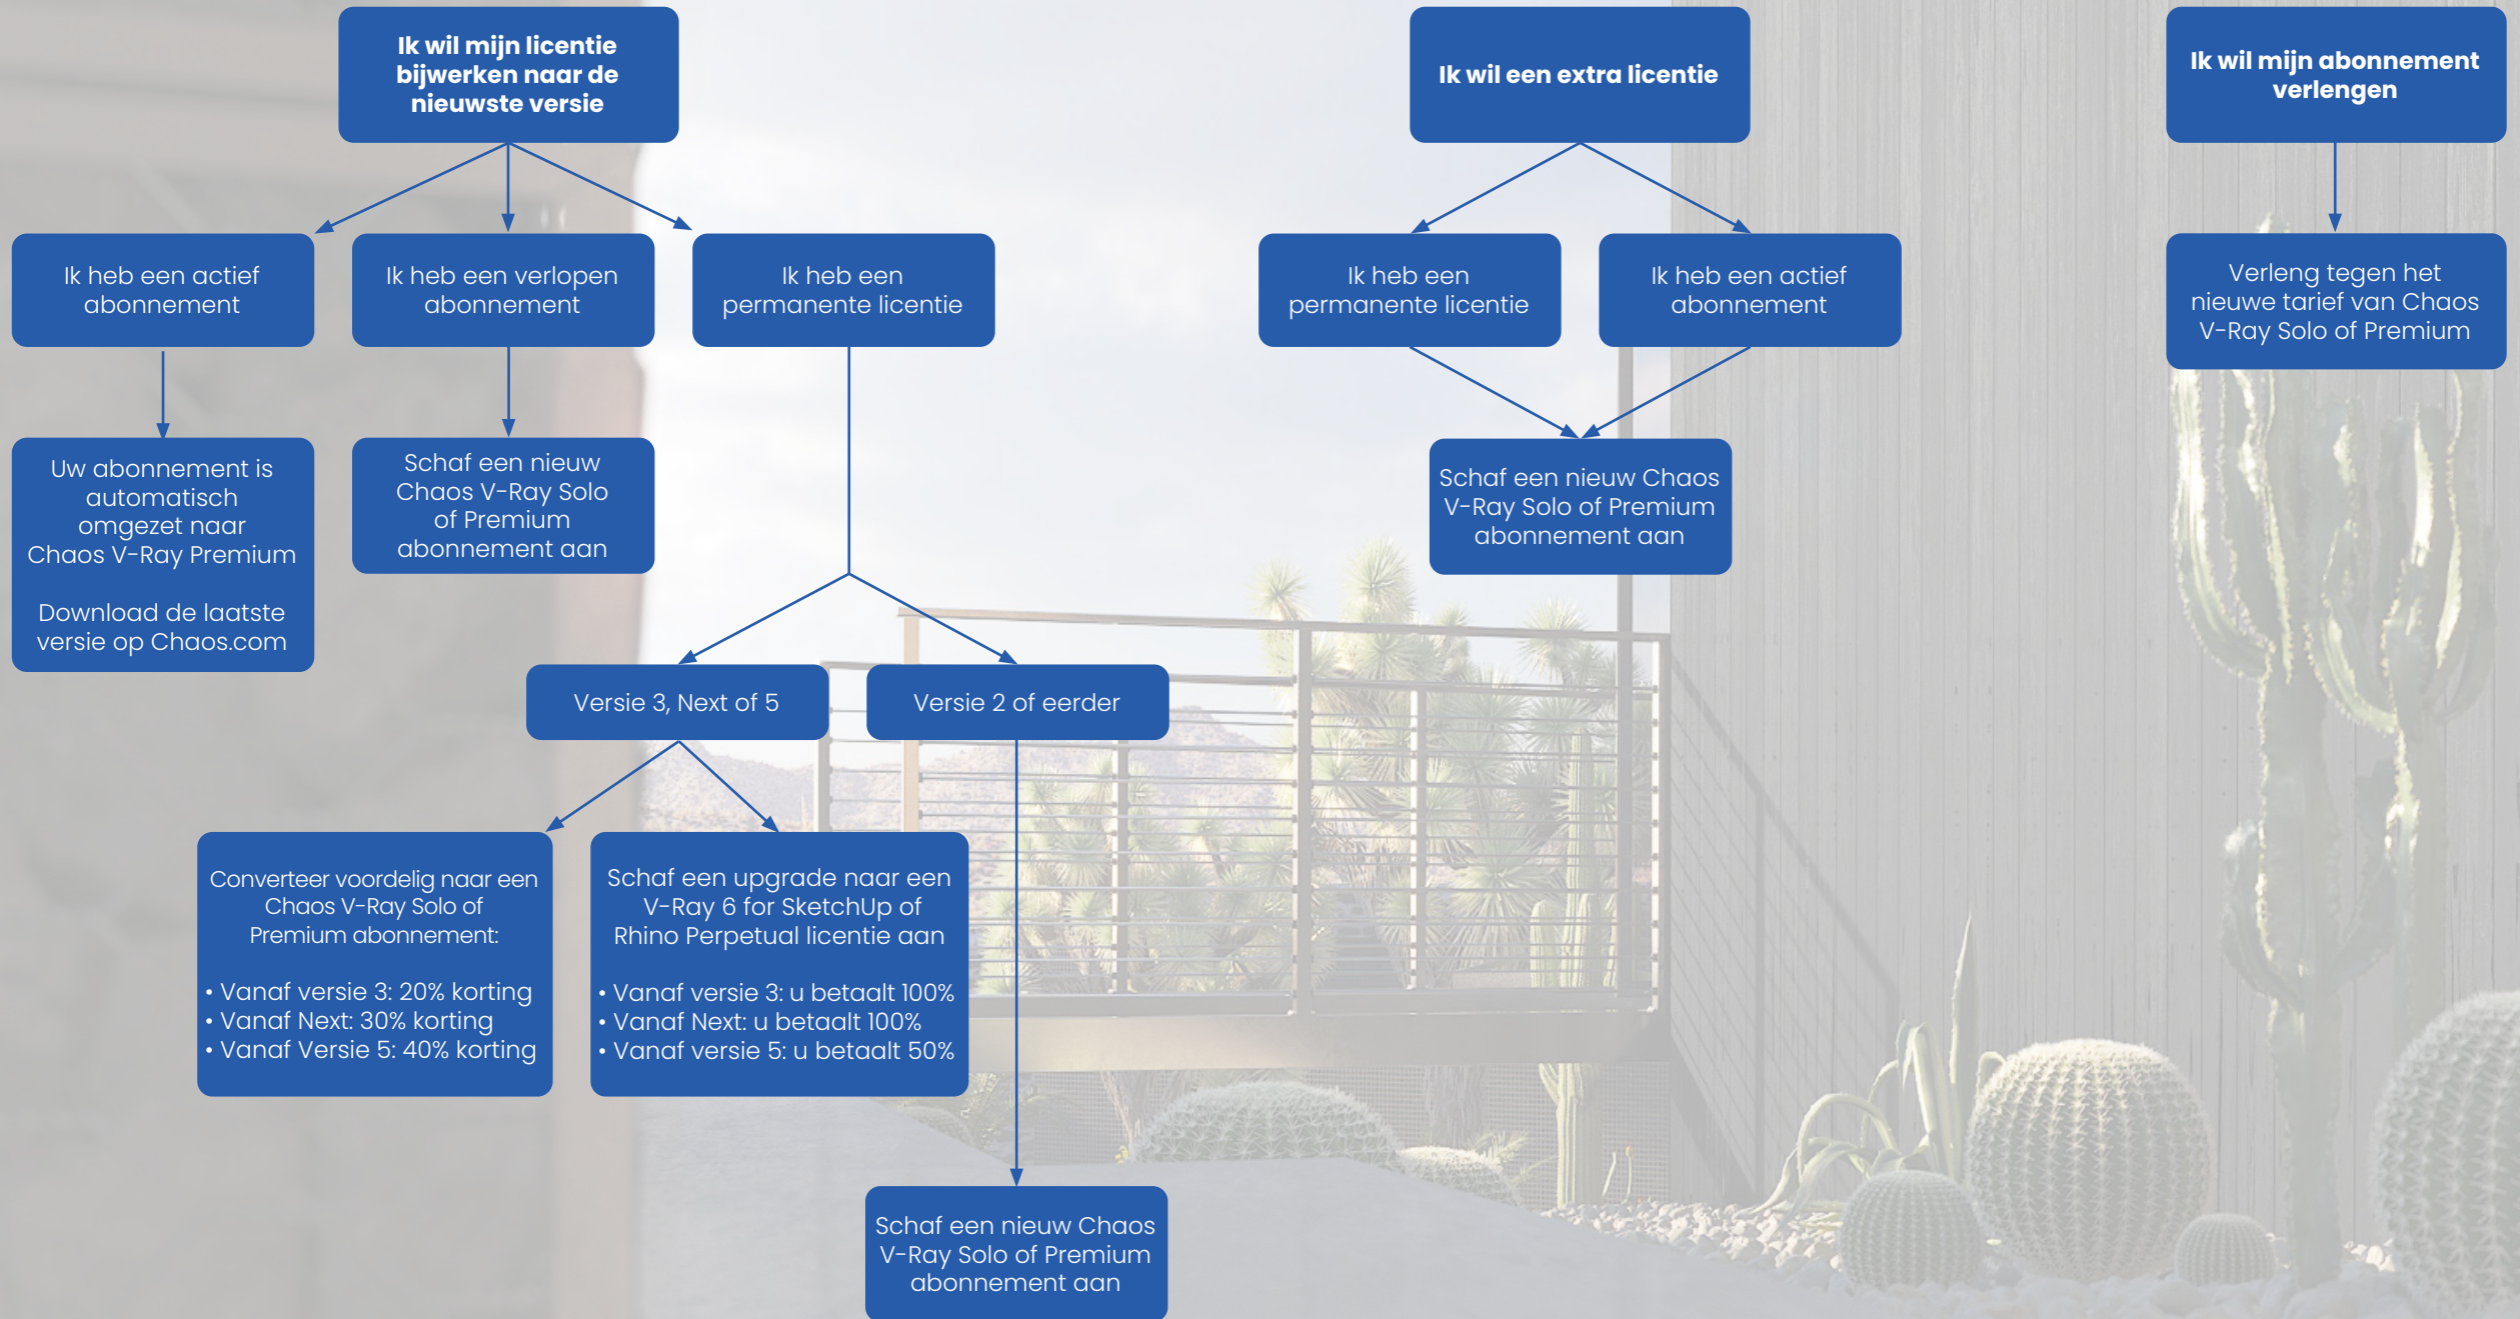 Ik wil mijn licentie
bijwerken naar de
nieuwste versie
Ik wil een extra licentie
Ik wil mijn abonnement
verlengen
Ik heb een actief
abonnement
Ik heb een verlopen
abonnement
Ik heb een
permanente licentie
Ik heb een
permanente licentie
Ik heb een actief
abonnement
Verleng tegen het
nieuwe tarief van Chaos
V-Ray Solo of Premium
Uw abonnement is
automatisch
omgezet naar
Chaos V-Ray Premium
Download de laatste
versie op Chaos.com
Schaf een nieuw
Chaos V-Ray Solo
of Premium
abonnement aan
Schaf een nieuw Chaos
V-Ray Solo of Premium
abonnement aan
Versie 3, Next of 5
Versie 2 of eerder
Converteer voordelig naar een
Chaos V-Ray Solo of
Premium abonnement:
• Vanaf versie 3: 20% korting
• Vanaf Next: 30% korting
• Vanaf Versie 5: 40% korting
Schaf een upgrade naar een
V-Ray 6 for SketchUp of
Rhino Perpetual licentie aan
• Vanaf versie 3: u betaalt 100%
• Vanaf Next: u betaalt 100%
• Vanaf versie 5: u betaalt 50%
Schaf een nieuw Chaos
V-Ray Solo of Premium
abonnement aan